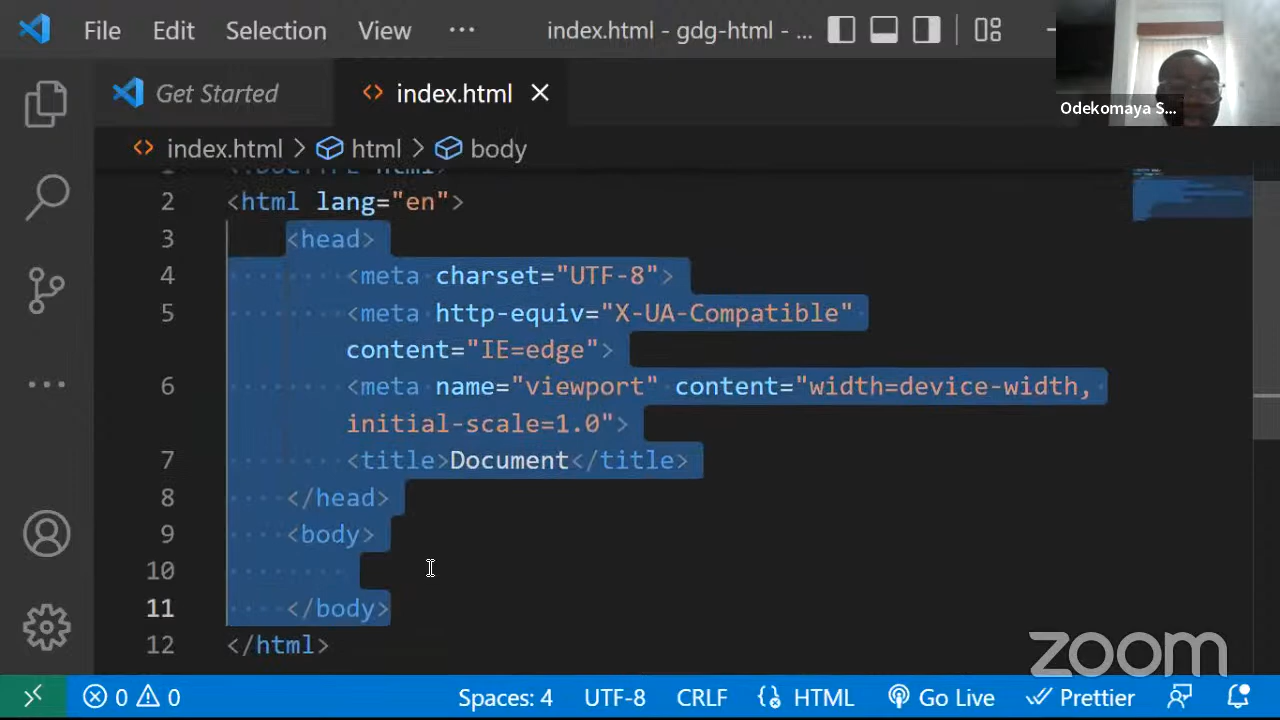 File Edit Selection View ··· index.html - gdg-html - ...
Get Started index.html
Odekomaya S...
index.html > html > body
1 <!DOCTYPE html>
2 <html lang="en">
3 <head>
4 <meta charset="UTF-8">
5 <meta http-equiv="X-UA-Compatible"
content="IE=edge">
6 <meta name="viewport" content="width=device-width,
initial-scale=1.0">
7 <title>Document</title>
8 </head>
9 <body>
10
11 </body>
12 </html>
zoom
0 0 Spaces: 4 UTF-8 CRLF HTML Go Live Prettier